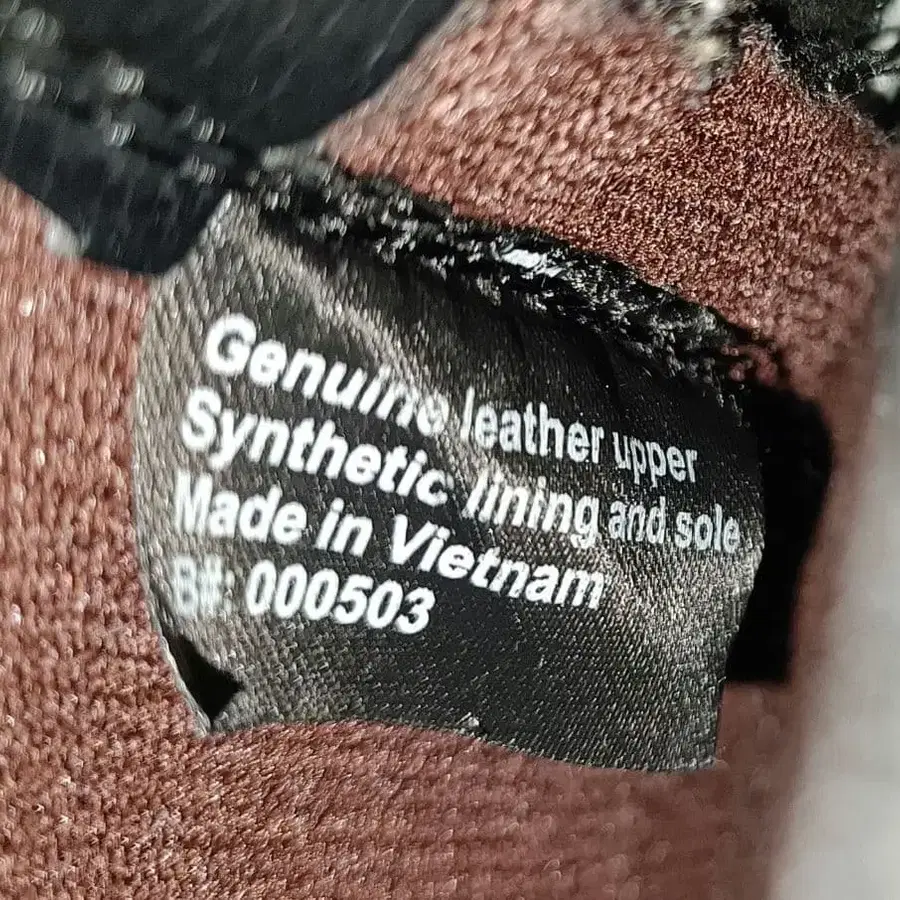 Genuine leather upper
Synthetic lining and sole
Made in Vietnam
B#: 000503